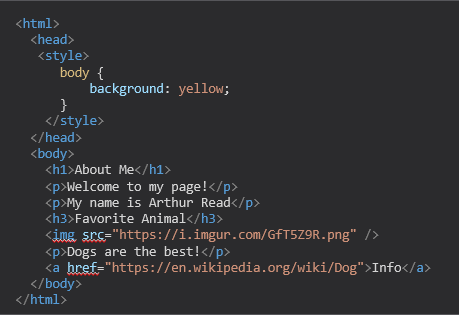 <html>
<head>
<style>
body {
background: yellow;
}
</style>
</head>
<body>
<h1>About Me</h1>
<p>Welcome to my page!</p>
<p>My name is Arthur Read</p>
<h3>Favorite Animal</h3>
<img src="https://i.imgur.com/GfT5Z9R.png" />
<p>Dogs are the best!</p>
<a href="https://en.wikipedia.org/wiki/Dog">Info</a>
</body>
</html>